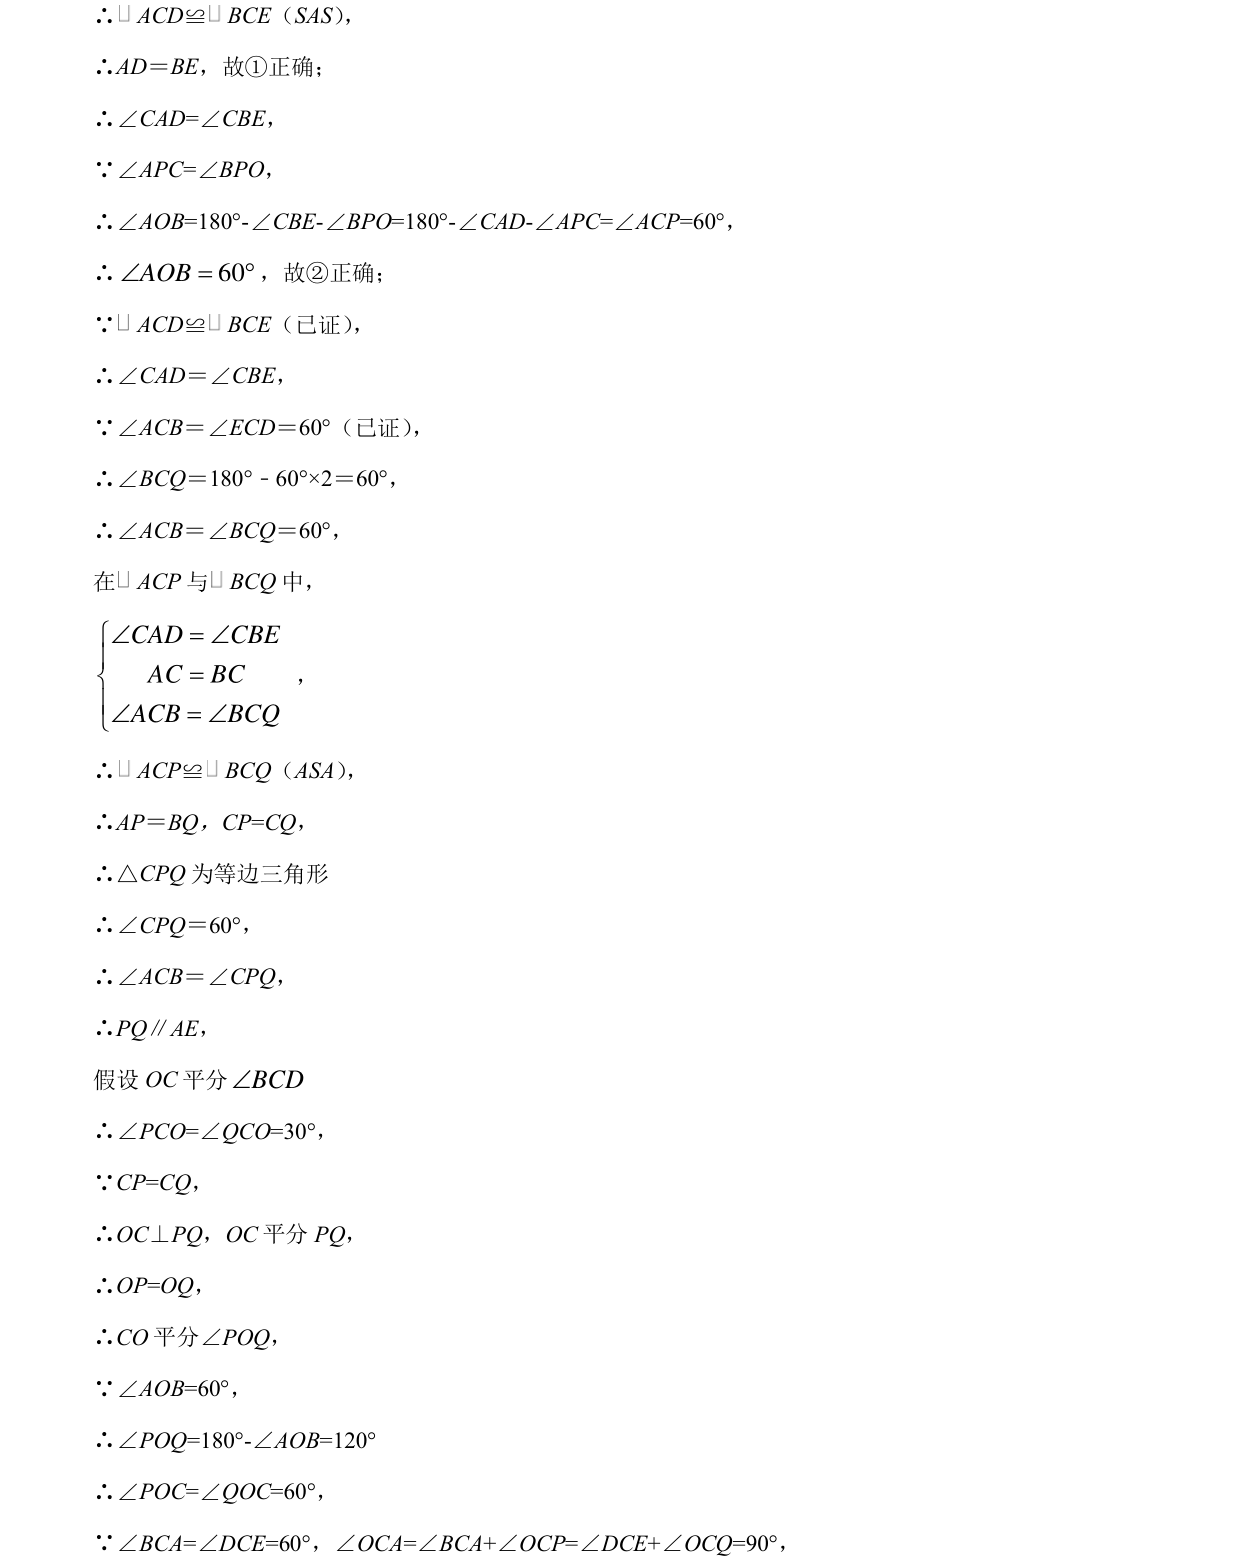 ∴□ACD≌□BCE（SAS），
∴AD＝BE，故①正确；
∴∠CAD=∠CBE，
∵∠APC=∠BPO，
∴∠AOB=180°-∠CBE-∠BPO=180°-∠CAD-∠APC=∠ACP=60°，
∴∠AOB = 60°，故②正确；
∵□ACD≌□BCE（已证），
∴∠CAD＝∠CBE，
∵∠ACB＝∠ECD＝60°（已证），
∴∠BCQ＝180°﹣60°×2＝60°，
∴∠ACB＝∠BCQ＝60°，
在□ACP与□BCQ中，
∠CAD = ∠CBE
AC = BC ，
∠ACB = ∠BCQ
∴□ACP≌□BCQ（ASA），
∴AP＝BQ，CP=CQ，
∴△CPQ为等边三角形
∴∠CPQ＝60°，
∴∠ACB＝∠CPQ，
∴PQ∥AE，
假设OC平分∠BCD
∴∠PCO=∠QCO=30°，
∵CP=CQ，
∴OC⊥PQ，OC平分PQ，
∴OP=OQ，
∴CO平分∠POQ，
∵∠AOB=60°，
∴∠POQ=180°-∠AOB=120°
∴∠POC=∠QOC=60°，
∵∠BCA=∠DCE=60°，∠OCA=∠BCA+∠OCP=∠DCE+∠OCQ=90°，